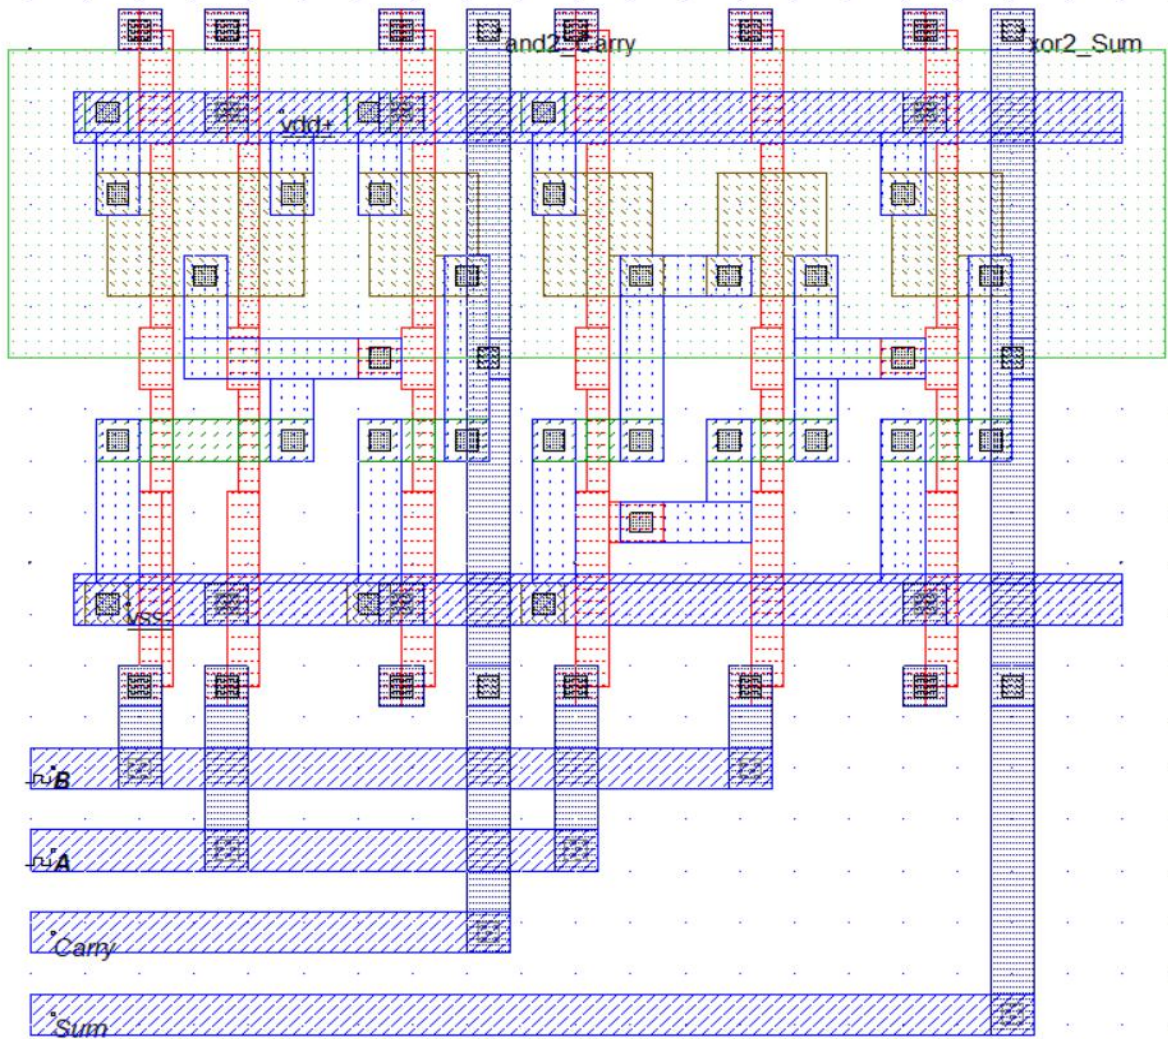 and2_Carry
xor2_Sum
vdd+
vss-
B
A
Carry
Sum